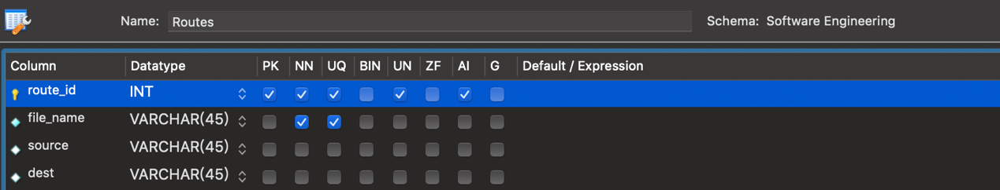 Name: Routes Schema: Software Engineering
Column Datatype PK NN UQ BIN UN ZF AI G Default / Expression
route_id INT
file_name VARCHAR(45)
source VARCHAR(45)
dest VARCHAR(45)